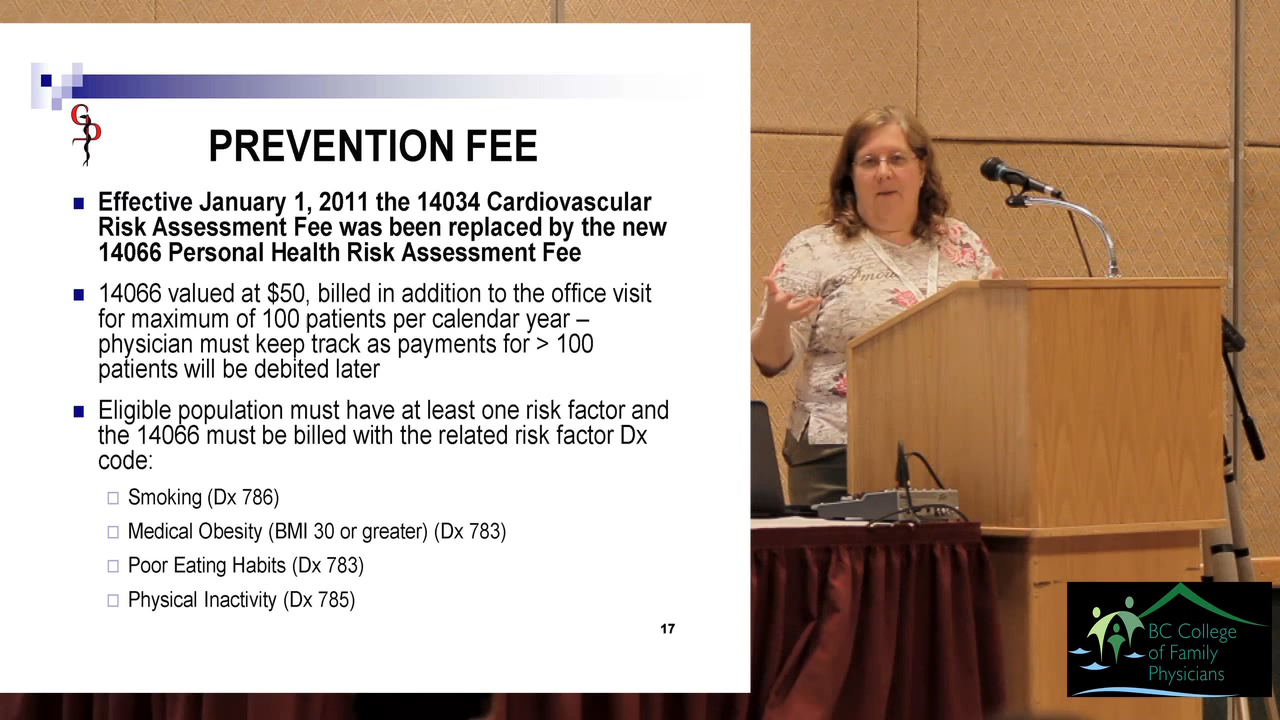 PREVENTION FEE
Effective January 1, 2011 the 14034 Cardiovascular
Risk Assessment Fee was been replaced by the new
14066 Personal Health Risk Assessment Fee
14066 valued at $50, billed in addition to the office visit
for maximum of 100 patients per calendar year –
physician must keep track as payments for > 100
patients will be debited later
Eligible population must have at least one risk factor and
the 14066 must be billed with the related risk factor Dx
code:
Smoking (Dx 786)
Medical Obesity (BMI 30 or greater) (Dx 783)
Poor Eating Habits (Dx 783)
Physical Inactivity (Dx 785)
17
Amour
BC College
of Family
Physicians